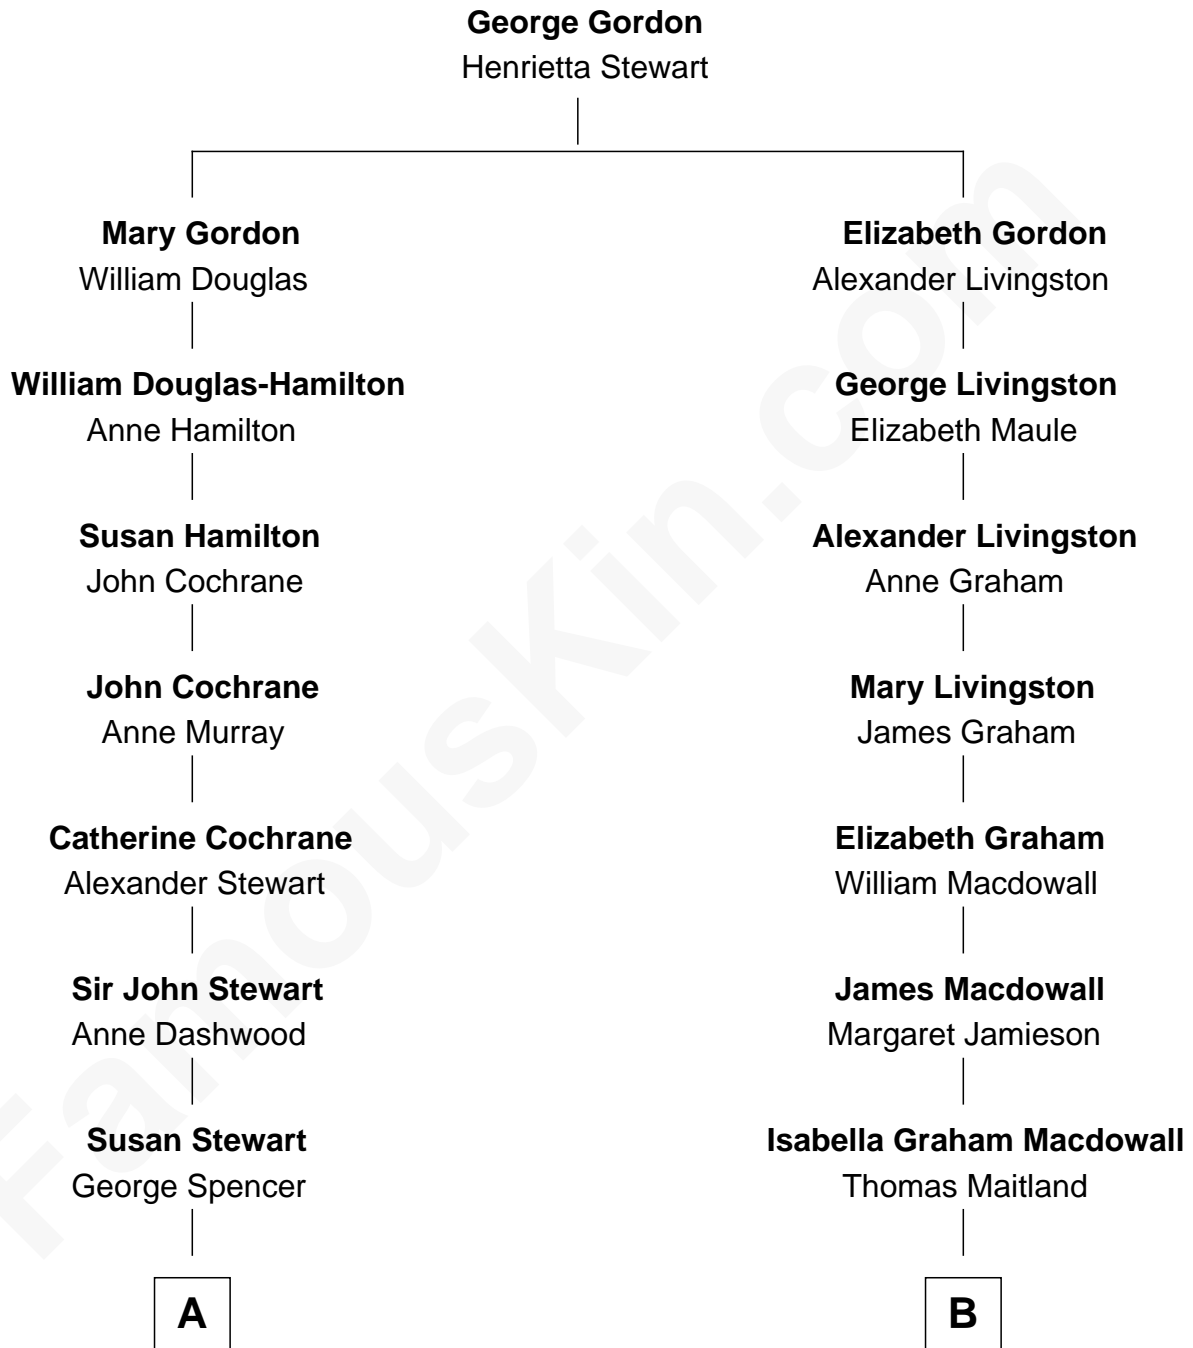 George Gordon
Henrietta Stewart
Mary Gordon
William Douglas
Elizabeth Gordon
Alexander Livingston
William Douglas-Hamilton
Anne Hamilton
George Livingston
Elizabeth Maule
Susan Hamilton
John Cochrane
Alexander Livingston
Anne Graham
John Cochrane
Anne Murray
Mary Livingston
James Graham
Catherine Cochrane
Alexander Stewart
Elizabeth Graham
William Macdowall
Sir John Stewart
Anne Dashwood
James Macdowall
Margaret Jamieson
Susan Stewart
George Spencer
Isabella Graham Macdowall
Thomas Maitland
A
B
FamousKin.com